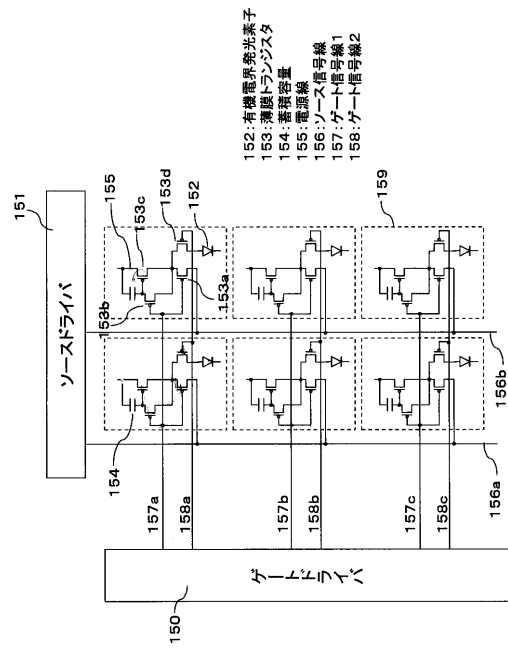 151
ソースドライバ
155
153c
153d
152
153b
153a
154
159
157a
158a
157b
158b
157c
158c
156a
156b
ゲートドライバ
150
152:有機電界発光素子
153:薄膜トランジスタ
154:蓄積容量
155:電源線
156:ソース信号線
157:ゲート信号線1
158:ゲート信号線2